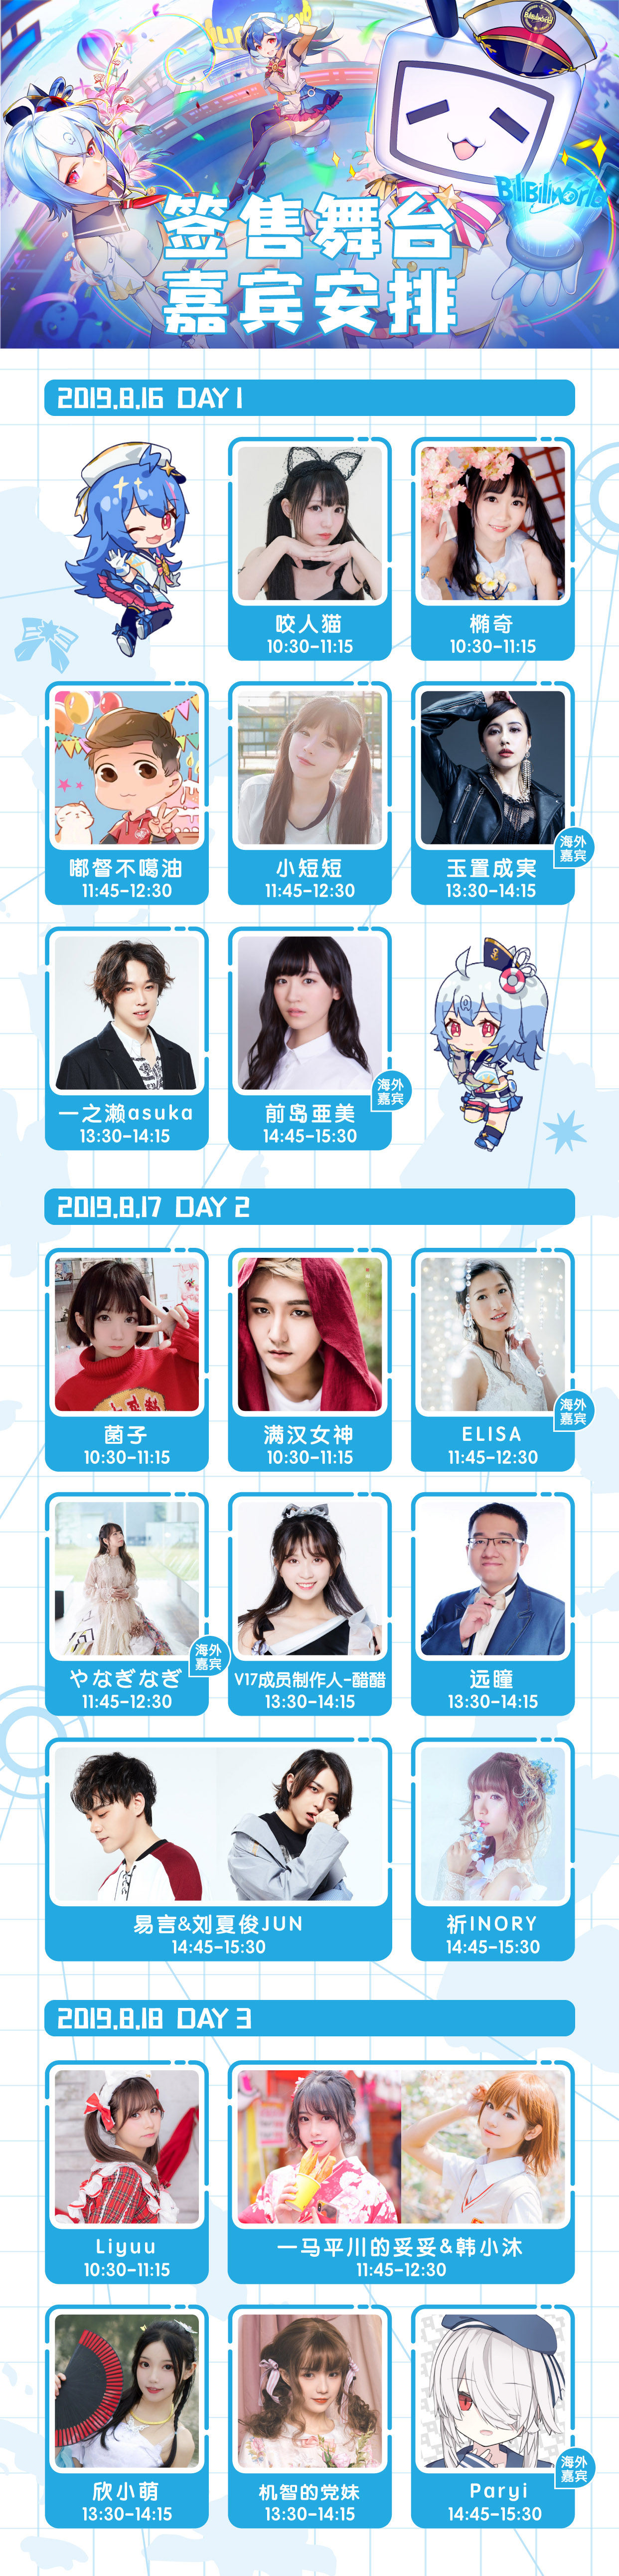 BiliBiliworld
签售舞台
嘉宾安排
2019.8.16 DAY 1
咬人猫
10:30-11:15
椭奇
10:30-11:15
嘟督不噶油
11:45-12:30
小短短
11:45-12:30
玉置成実
13:30-14:15
海外
嘉宾
一之濑asuka
13:30-14:15
前島亜美
14:45-15:30
海外
嘉宾
2019.8.17 DAY 2
菌子
10:30-11:15
满汉女神
10:30-11:15
ELISA
11:45-12:30
海外
嘉宾
やなぎなぎ
11:45-12:30
海外
嘉宾
V17成员制作人-醋醋
13:30-14:15
远瞳
13:30-14:15
易言&刘夏俊JUN
14:45-15:30
祈INORY
14:45-15:30
2019.8.18 DAY 3
Liyuu
10:30-11:15
一马平川的妥妥&韩小沐
11:45-12:30
欣小萌
13:30-14:15
机智的党妹
13:30-14:15
Paryi
14:45-15:30
海外
嘉宾